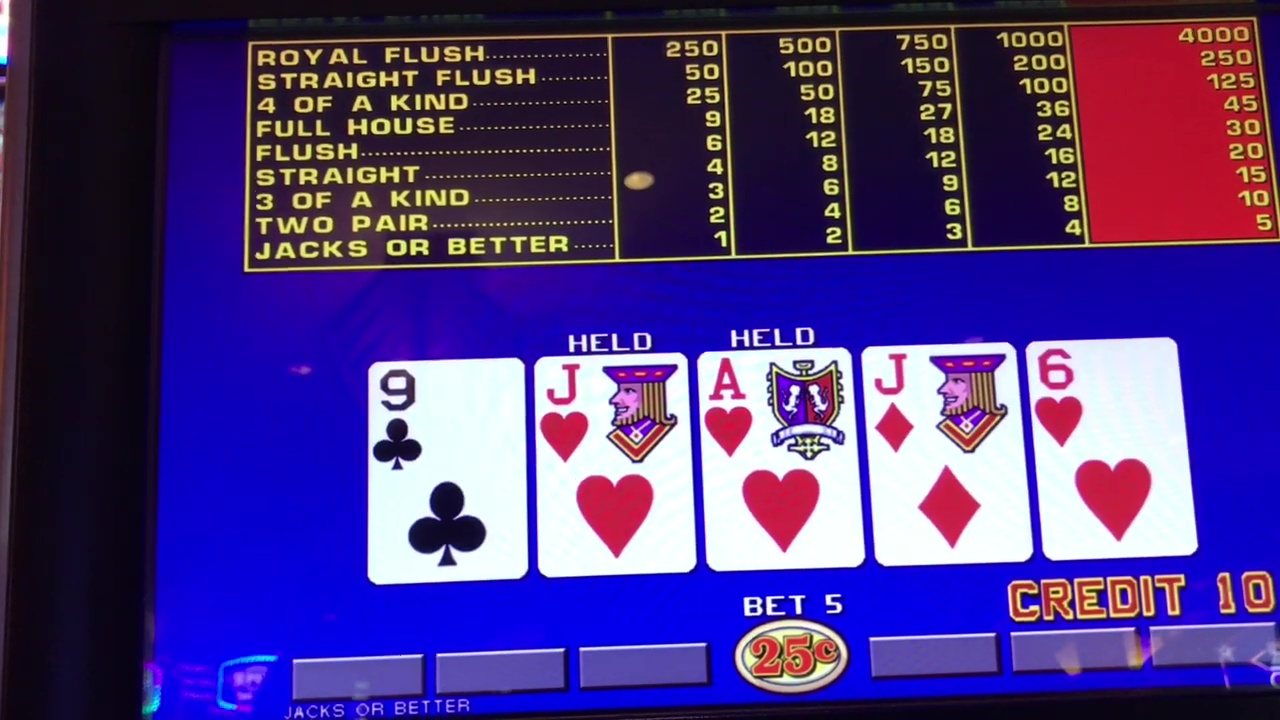 ROYAL FLUSH 250 500 750 1000 4000
STRAIGHT FLUSH 50 100 150 200 250
4 OF A KIND 25 50 75 100 125
FULL HOUSE 9 18 27 36 45
FLUSH 6 12 18 24 30
STRAIGHT 4 8 12 16 20
3 OF A KIND 3 6 9 12 15
TWO PAIR 2 4 6 8 10
JACKS OR BETTER 1 2 3 4 5
HELD HELD
9 J A J 6
BET 5
CREDIT 10
25¢
JACKS OR BETTER